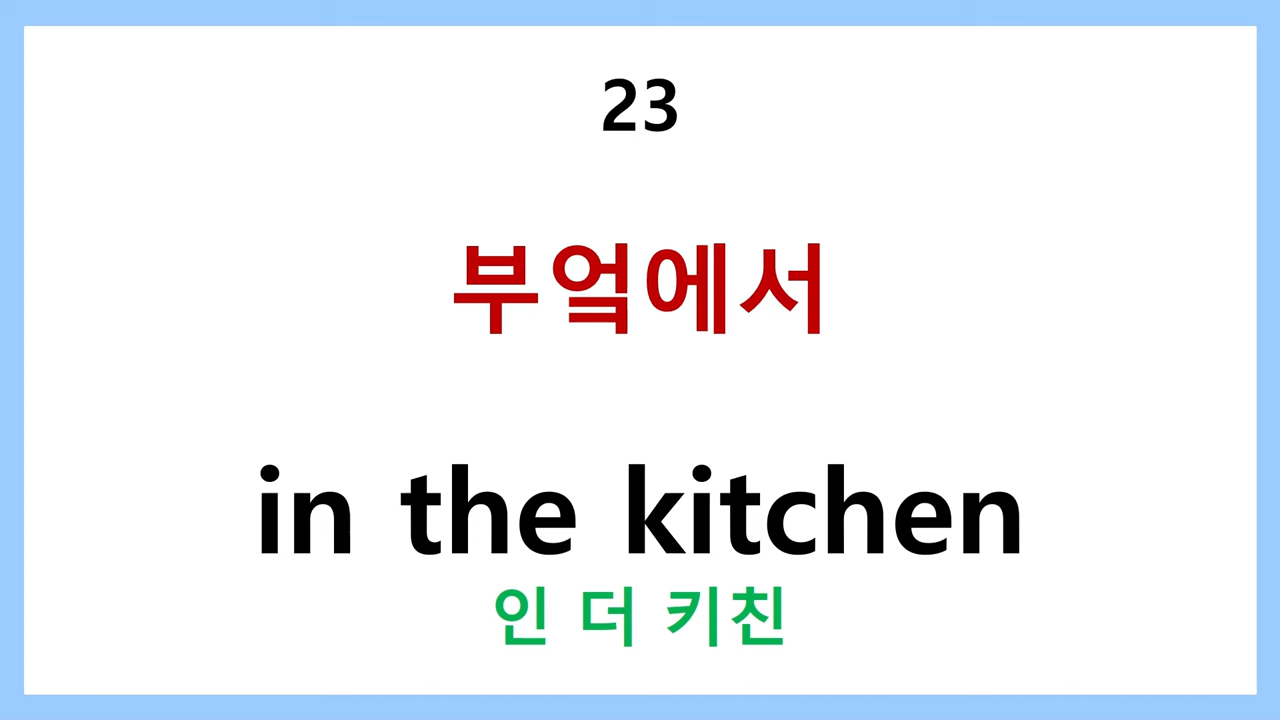 23
부엌에서
in the kitchen
인 더 키친